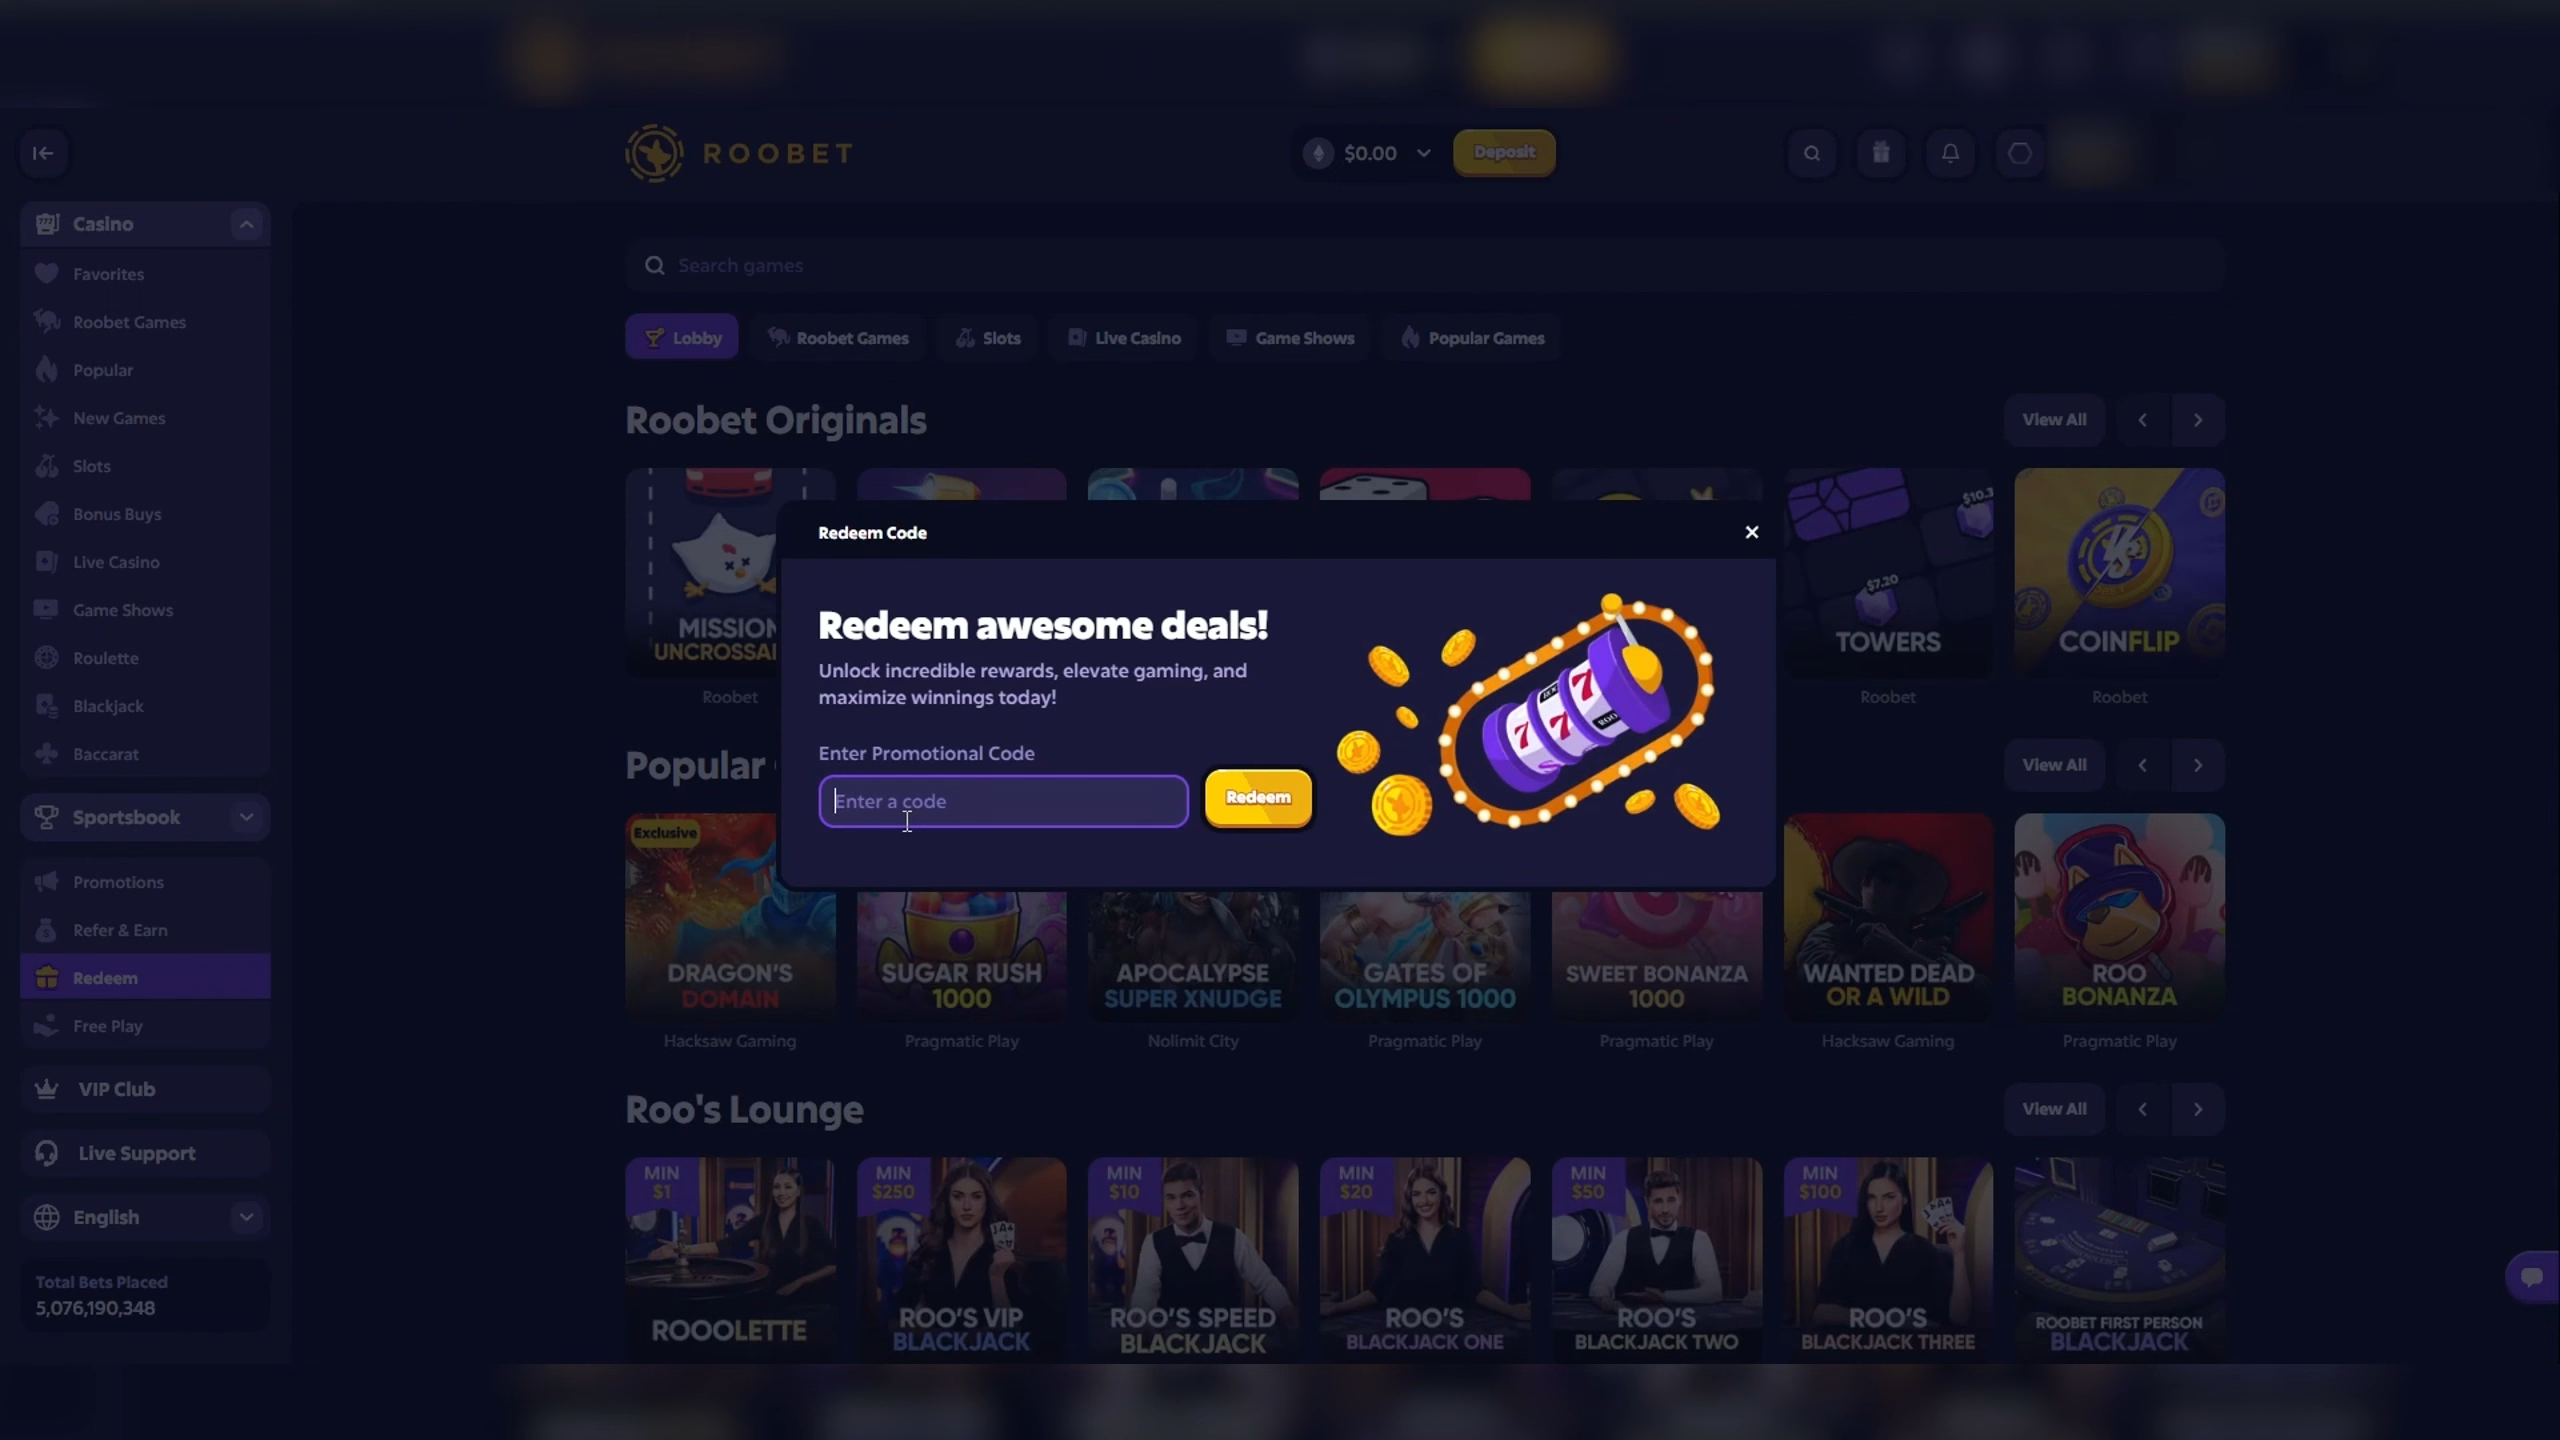 ROOBET
$0.00
Deposit
Casino
Favorites
Roobet Games
Popular
New Games
Slots
Bonus Buys
Live Casino
Game Shows
Roulette
Blackjack
Baccarat
Sportsbook
Promotions
Refer & Earn
Redeem
Free Play
VIP Club
Live Support
English
Total Bets Placed
5,076,190,348
Search games
Lobby
Roobet Games
Slots
Live Casino
Game Shows
Popular Games
Roobet Originals
View All
MISSION
Roobet
$10.3
$7.20
TOWERS
Roobet
COINFLIP
Roobet
Redeem Code
Redeem awesome deals!
Unlock incredible rewards, elevate gaming, and
maximize winnings today!
Enter Promotional Code
Enter a code
Redeem
7 7 7
Popular
View All
Exclusive
DRAGON'S
DOMAIN
Hacksaw Gaming
SUGAR RUSH
1000
Pragmatic Play
APOCALYPSE
SUPER XNUDGE
Nolimit City
GATES OF
OLYMPUS 1000
Pragmatic Play
SWEET BONANZA
1000
Pragmatic Play
WANTED DEAD
OR A WILD
Hacksaw Gaming
ROO
BONANZA
Pragmatic Play
Roo's Lounge
View All
MIN
$1
ROOOLETTE
MIN
$250
ROO'S VIP
BLACKJACK
MIN
$10
ROO'S SPEED
BLACKJACK
MIN
$20
ROO'S
BLACKJACK ONE
MIN
$50
ROO'S
BLACKJACK TWO
MIN
$100
ROO'S
BLACKJACK THREE
ROOBET FIRST PERSON
BLACKJACK